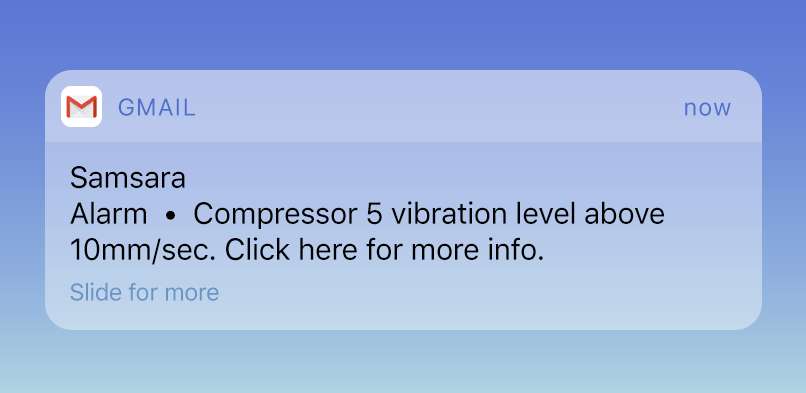 GMAIL now
Samsara
Alarm • Compressor 5 vibration level above
10mm/sec. Click here for more info.
Slide for more